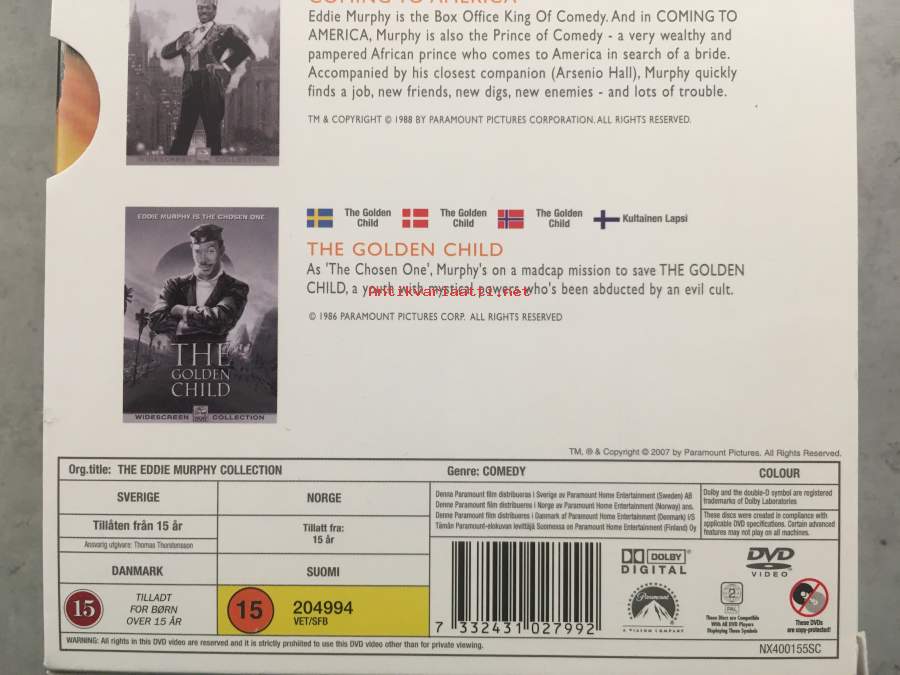 COMING TO AMERICA
Eddie Murphy is the Box Office King Of Comedy. And in COMING TO
AMERICA, Murphy is also the Prince of Comedy - a very wealthy and
pampered African prince who comes to America in search of a bride.
Accompanied by his closest companion (Arsenio Hall), Murphy quickly
finds a job, new friends, new digs, new enemies - and lots of trouble.
TM & COPYRIGHT © 1988 BY PARAMOUNT PICTURES CORPORATION. ALL RIGHTS RESERVED.
WIDESCREEN COLLECTION
EDDIE MURPHY IS THE CHOSEN ONE
THE
GOLDEN
CHILD
WIDESCREEN DVD COLLECTION
The Golden Child
The Golden Child
The Golden Child
Kultainen Lapsi
THE GOLDEN CHILD
As 'The Chosen One', Murphy's on a madcap mission to save THE GOLDEN
CHILD, a youth with mystical powers who's been abducted by an evil cult.
Antikvariaatti.net
© 1986 PARAMOUNT PICTURES CORP. ALL RIGHTS RESERVED
TM, ® & Copyright © 2007 by Paramount Pictures. All Rights Reserved.
Org.title: THE EDDIE MURPHY COLLECTION
Genre: COMEDY
COLOUR
SVERIGE
Tillåten från 15 år
Ansvarig utgivare: Thomas Thorstensson
NORGE
Tillatt fra:
15 år
DANMARK
15
TILLADT
FOR BØRN
OVER 15 ÅR
SUOMI
15
204994
VET/SFB
Denne Paramount film distribueras i Sverige av Paramount Home Entertainment (Sweden) AB
Denne Paramount film distribueres i Norge av Paramount Home Entertainment (Norway) ans.
Denne Paramount film distribueres i Danmark af Paramount Home Entertainment (Denmark) I/S
Tämän Paramount-elokuvan levittäjä Suomessa on Paramount Home Entertainment (Finland) Oy
Dolby and the double-D symbol are registered
trademarks of Dolby Laboratories
These discs were created in compliance with
applicable DVD specifications. Certain advanced
features may not play on all machines.
7 332431 027992
DOLBY
DIGITAL
DVD
VIDEO
Paramount
A VIACOM COMPANY
2
PAL
These Discs are Compatible
With All DVD Players
Displaying These Symbols
These DVDs
are copy-protected!
WARNING: All rights in this DVD video are reserved and it is strictly prohiited to use this DVD video other than for private viewing.
NX400155SC